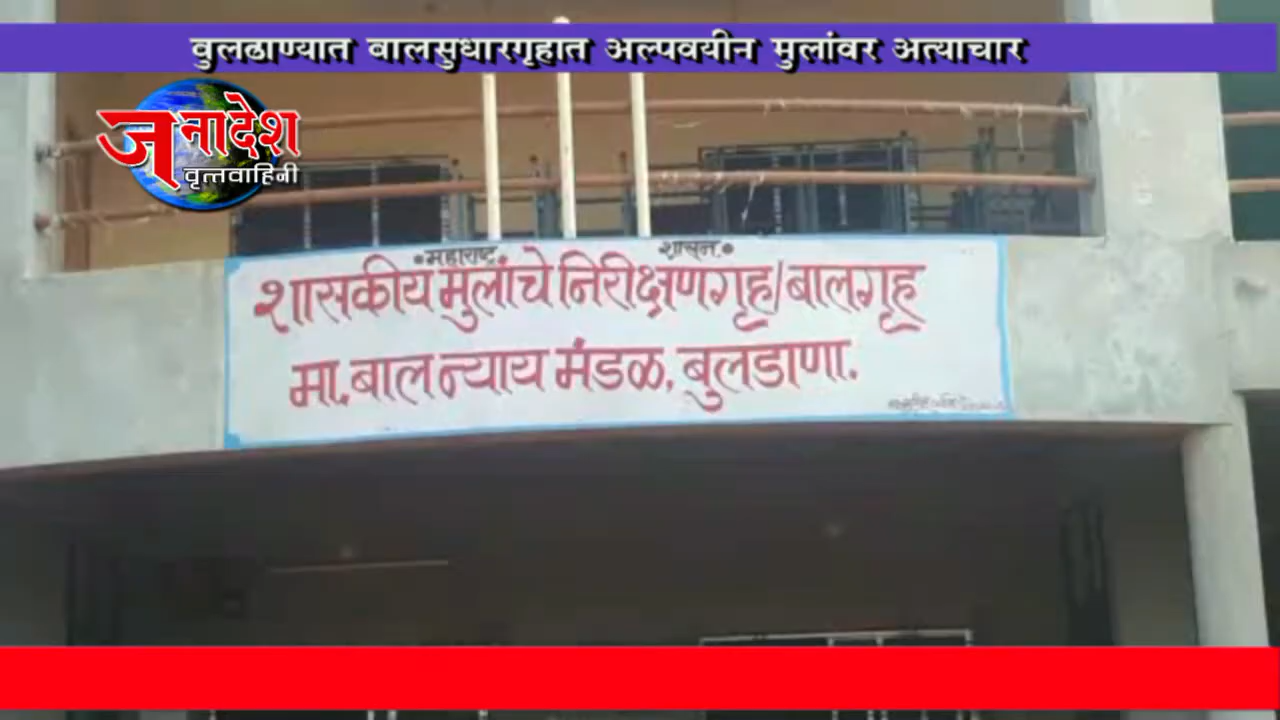 बुलढाण्यात बालसुधारगृहात अल्पवयीन मुलांवर अत्याचार
जनादेश
वृत्तवाहिनी
•महाराष्ट्र शासन.•
शासकीय मुलांचे निरीक्षणगृह/बालगृह
मा. बाल न्याय मंडळ, बुलडाणा.